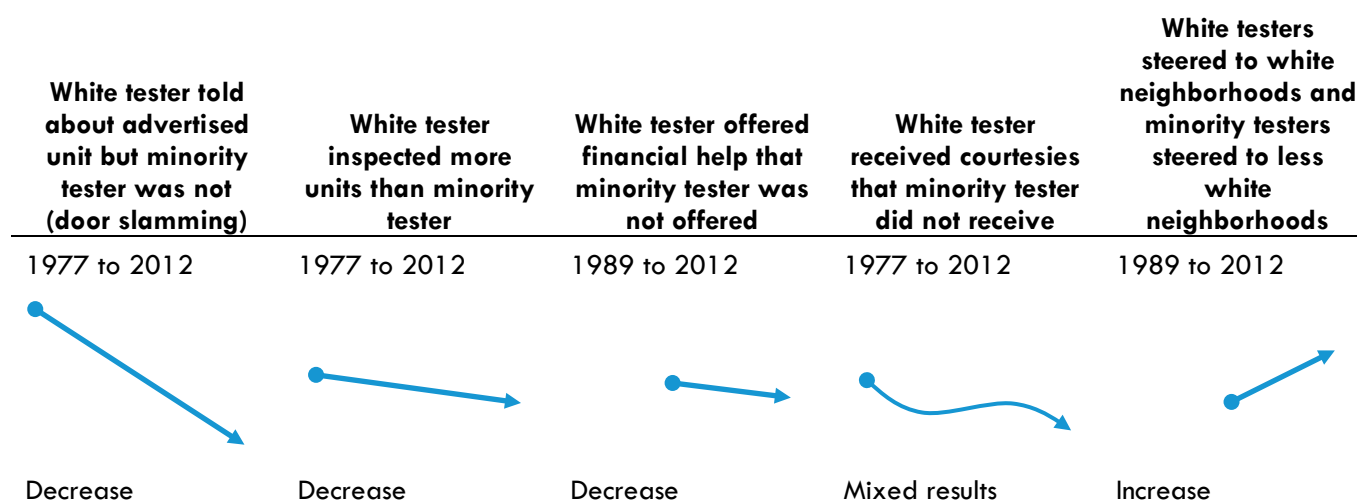 White tester told
about advertised
unit but minority
tester was not
(door slamming)
White tester
inspected more
units than minority
tester
White tester offered
financial help that
minority tester was
not offered
White tester
received courtesies
that minority tester
did not receive
White testers
steered to white
neighborhoods and
minority testers
steered to less
white
neighborhoods
1977 to 2012
1977 to 2012
1989 to 2012
1977 to 2012
1989 to 2012
Decrease
Decrease
Decrease
Mixed results
Increase